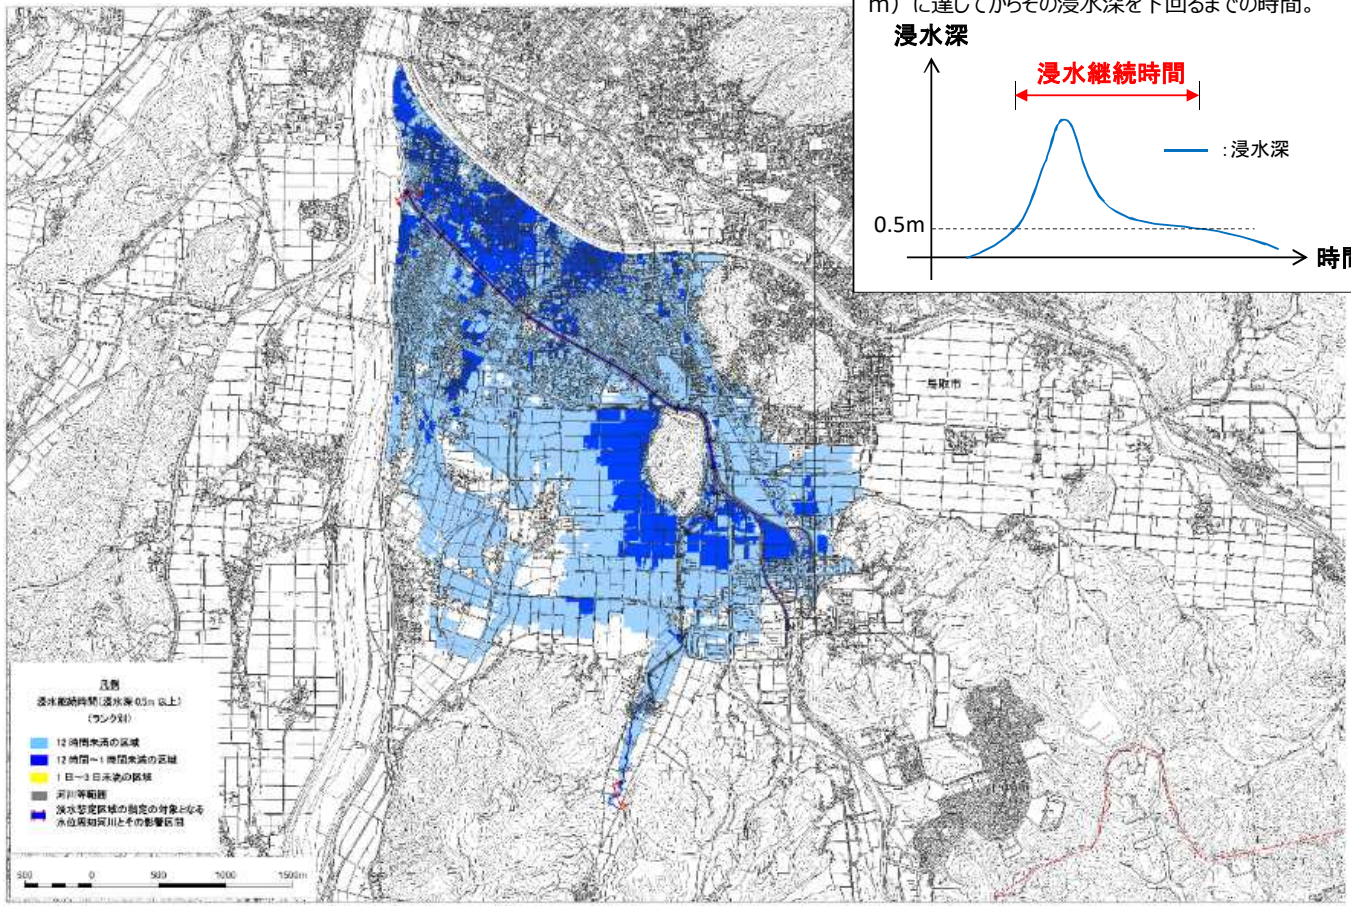 m）に達してからその浸水深を下回るまでの時間。
浸水深
浸水継続時間
：浸水深
0.5m
時間
鳥取市
凡例
浸水継続時間（浸水深0.5m 以上）
（ランク別）
12時間未満の区域
12時間～1時間未満の区域
1日～3日未満の区域
河川等範囲
浸水想定区域の指定の対象となる
水位周知河川とその影響区間
500 0 500 1000 1500m